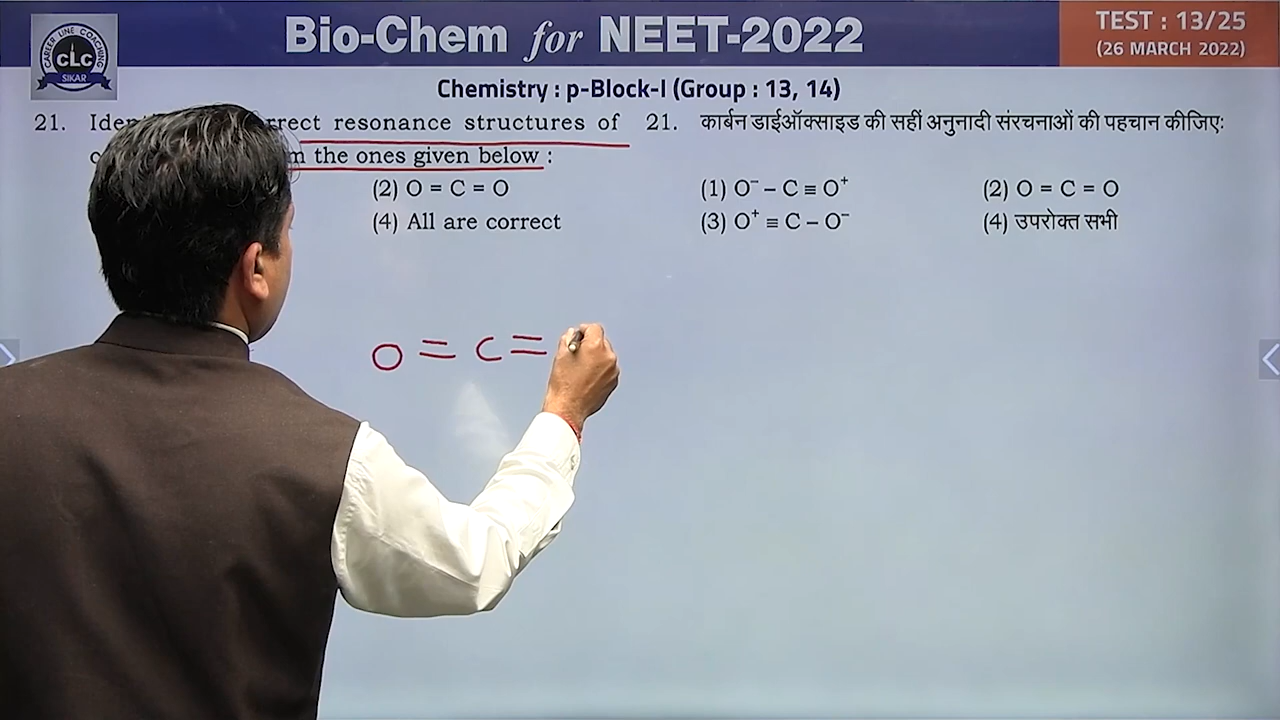 Bio-Chem for NEET-2022
TEST : 13/25
(26 MARCH 2022)
CAREER LINE COACHING
CLC
SIKAR
Chemistry : p-Block-I (Group : 13, 14)
21. resonance structures of
the ones given below :
(2) O = C = O
(4) All are correct
21. कार्बन डाईऑक्साइड की सहीं अनुनादी संरचनाओं की पहचान कीजिए:
(1) O⁻ – C ≡ O⁺ (2) O = C = O
(3) O⁺ ≡ C – O⁻ (4) उपरोक्त सभी
O = C =